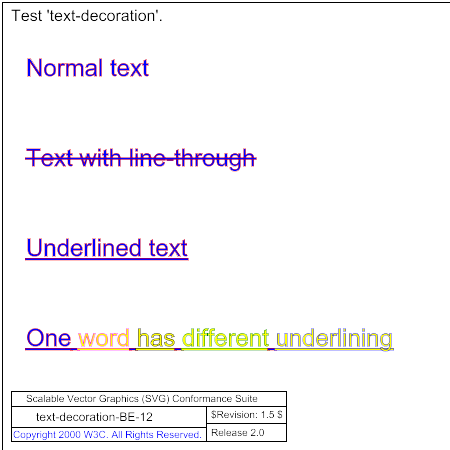 Test 'text-decoration'.
Normal text
Text with line-through
Underlined text
One word has different underlining
Scalable Vector Graphics (SVG) Conformance Suite
text-decoration-BE-12
$Revision: 1.5 $
Copyright 2000 W3C. All Rights Reserved.
Release 2.0